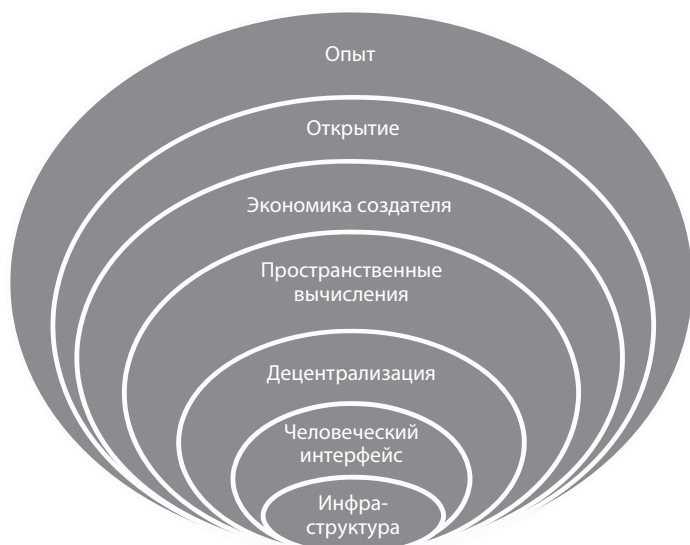 Опыт
Открытие
Экономика создателя
Пространственные
вычисления
Децентрализация
Человеческий
интерфейс
Инфра-
структура